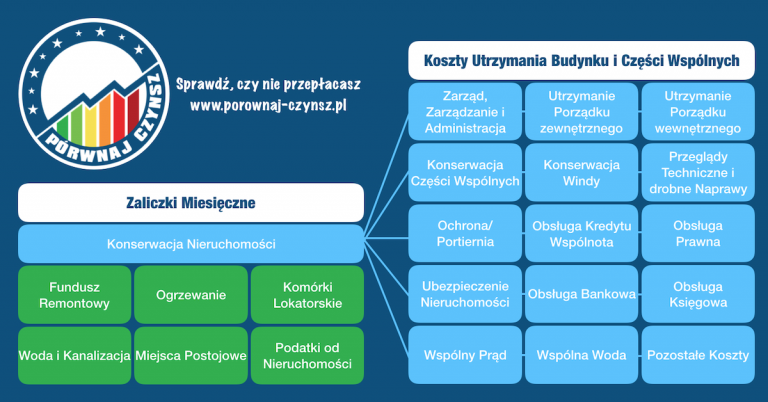 PORÓWNAJ CZYNSZ
Sprawdź, czy nie przepłacasz
www.porownaj-czynsz.pl
Zaliczki Miesięczne
Konserwacja Nieruchomości
Fundusz
Remontowy
Ogrzewanie
Komórki
Lokatorskie
Woda i Kanalizacja
Miejsca Postojowe
Podatki od
Nieruchomości
Koszty Utrzymania Budynku i Części Wspólnych
Zarząd,
Zarządzanie i
Administracja
Utrzymanie
Porządku
zewnętrznego
Utrzymanie
Porządku
wewnętrznego
Konserwacja
Części Wspólnych
Konserwacja
Windy
Przeglądy
Techniczne i
drobne Naprawy
Ochrona/
Portiernia
Obsługa Kredytu
Wspólnota
Obsługa
Prawna
Ubezpieczenie
Nieruchomości
Obsługa Bankowa
Obsługa
Księgowa
Wspólny Prąd
Wspólna Woda
Pozostałe Koszty